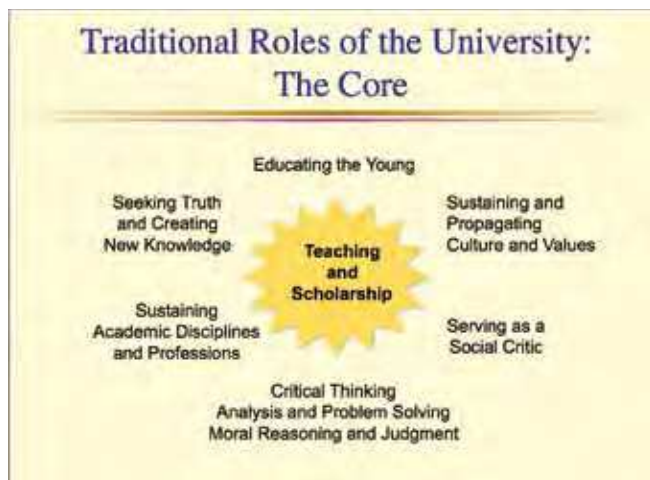 Traditional Roles of the University:
The Core
Educating the Young
Seeking Truth
and Creating
New Knowledge
Sustaining and
Propagating
Culture and Values
Teaching
and
Scholarship
Sustaining
Academic Disciplines
and Professions
Serving as a
Social Critic
Critical Thinking
Analysis and Problem Solving
Moral Reasoning and Judgment